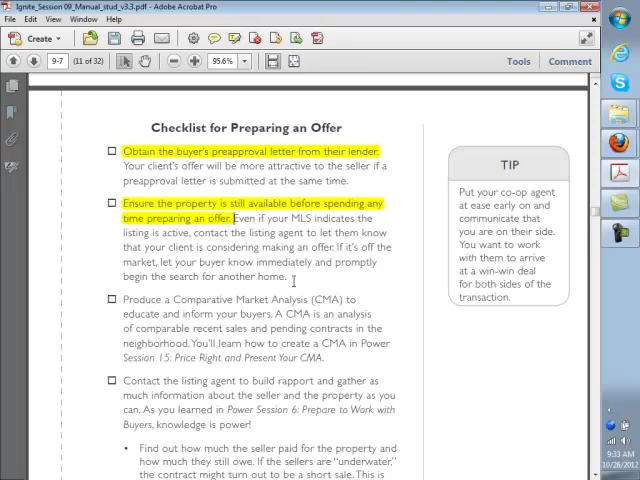 Ignite_Session 09_Manual_stud_v3.3.pdf - Adobe Acrobat Pro
File Edit View Window Help
Create
9-7 (11 of 32) 95.6% Tools Comment
Checklist for Preparing an Offer
Obtain the buyer's preapproval letter from their lender.
Your client's offer will be more attractive to the seller if a
preapproval letter is submitted at the same time.
Ensure the property is still available before spending any
time preparing an offer. Even if your MLS indicates the
listing is active, contact the listing agent to let them know
that your client is considering making an offer. If it's off the
market, let your buyer know immediately and promptly
begin the search for another home.
Produce a Comparative Market Analysis (CMA) to
educate and inform your buyers. A CMA is an analysis
of comparable recent sales and pending contracts in the
neighborhood. You'll learn how to create a CMA in Power
Session 15: Price Right and Present Your CMA.
Contact the listing agent to build rapport and gather as
much information about the seller and the property as you
can. As you learned in Power Session 6: Prepare to Work with
Buyers, knowledge is power!
• Find out how much the seller paid for the property and
how much they still owe. If the sellers are “underwater,”
the contract might turn out to be a short sale. This is
TIP
Put your co-op agent
at ease early on and
communicate that
you are on their side.
You want to work
with them to arrive
at a win-win deal
for both sides of the
transaction.
9:33 AM
10/26/2012